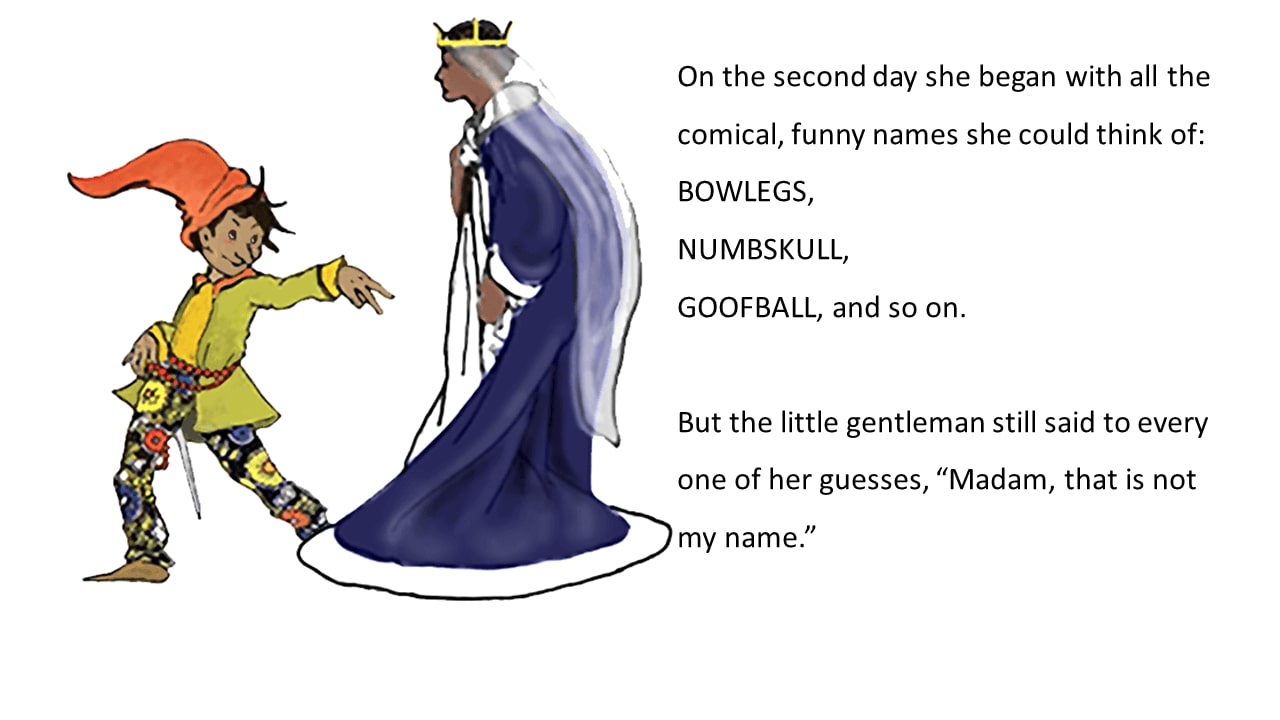 On the second day she began with all the
comical, funny names she could think of:
BOWLEGS,
NUMBSKULL,
GOOFBALL, and so on.
But the little gentleman still said to every
one of her guesses, “Madam, that is not
my name.”